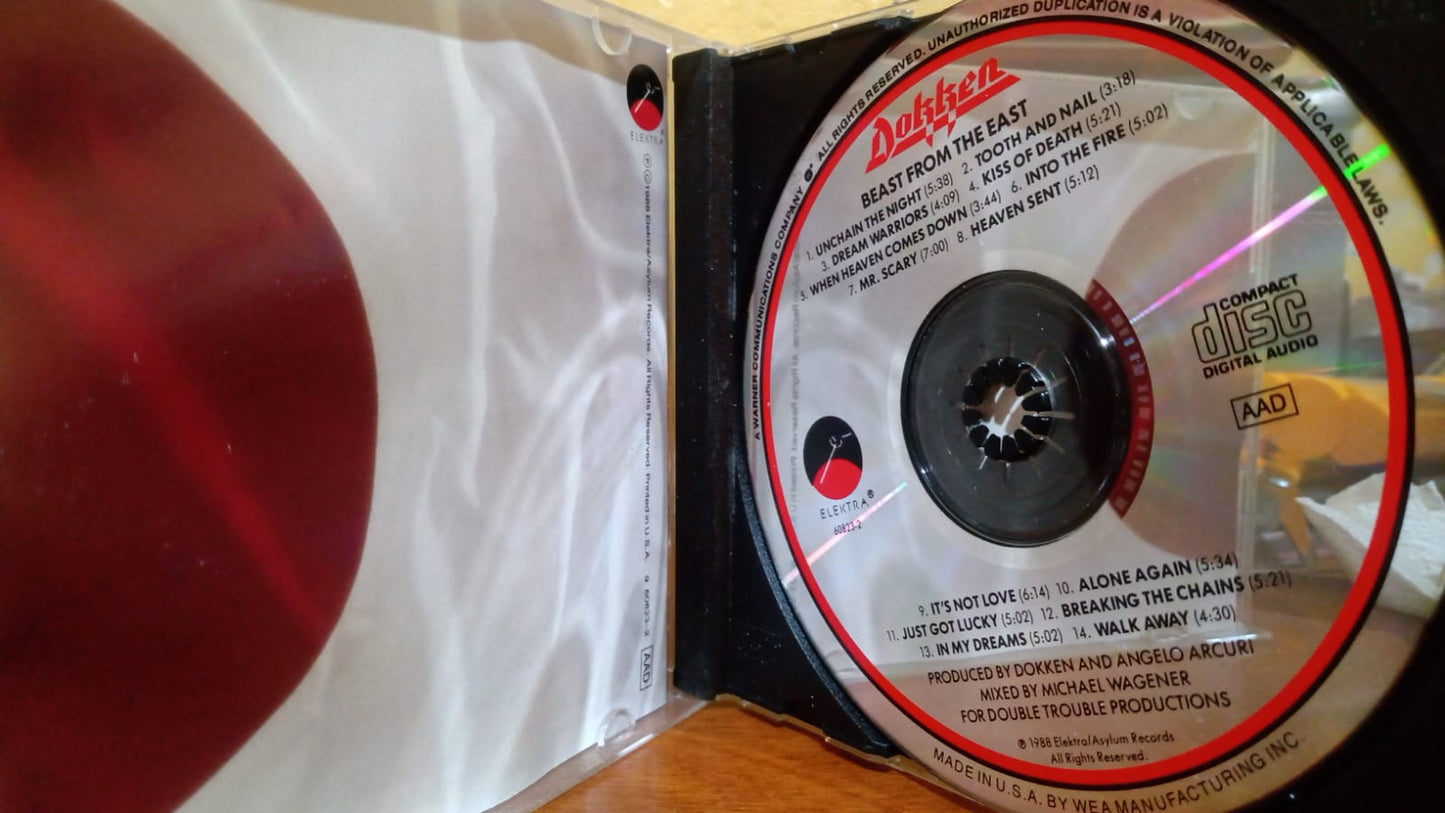 ELEKTRA®
℗ © 1988 Elektra/Asylum Records. All Rights Reserved. Printed in U.S.A. 9 60823-2 AAD
A WARNER COMMUNICATIONS COMPANY ALL RIGHTS RESERVED. UNAUTHORIZED DUPLICATION IS A VIOLATION OF APPLICABLE LAWS.
Dokken
BEAST FROM THE EAST
1. UNCHAIN THE NIGHT (5:38) 2. TOOTH AND NAIL (3:18)
3. DREAM WARRIORS (4:09) 4. KISS OF DEATH (5:21)
5. WHEN HEAVEN COMES DOWN (3:44) 6. INTO THE FIRE (5:02)
7. MR. SCARY (7:00) 8. HEAVEN SENT (5:12)
COMPACT
disc
DIGITAL AUDIO
AAD
ELEKTRA®
60823-2
9. IT'S NOT LOVE (6:14) 10. ALONE AGAIN (5:34)
11. JUST GOT LUCKY (5:02) 12. BREAKING THE CHAINS (5:21)
13. IN MY DREAMS (5:02) 14. WALK AWAY (4:30)
PRODUCED BY DOKKEN AND ANGELO ARCURI
MIXED BY MICHAEL WAGENER
FOR DOUBLE TROUBLE PRODUCTIONS
℗ 1988 Elektra/Asylum Records
All Rights Reserved.
MADE IN U.S.A. BY WEA MANUFACTURING INC.